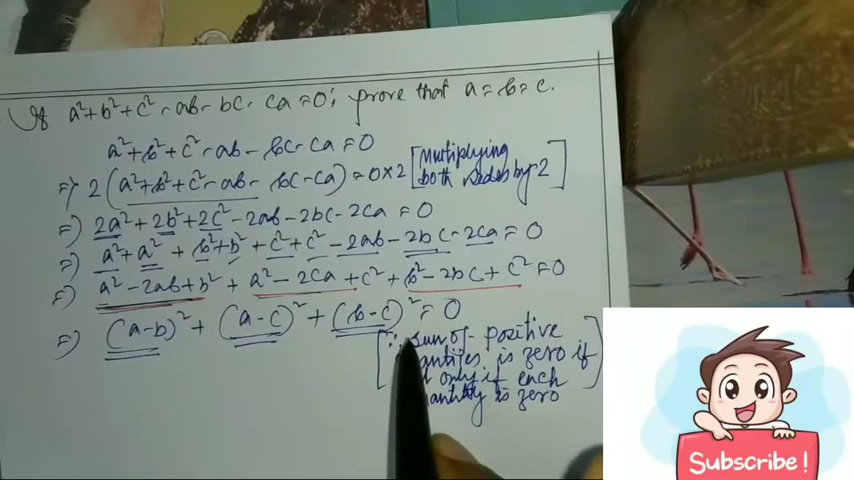 If a²+b²+c²-ab-bc-ca=0; prove that a=b=c.
a²+b²+c²-ab-bc-ca=0
⇒ 2(a²+b²+c²-ab-bc-ca)=0×2 [Multiplying both sides by 2]
⇒ 2a²+2b²+2c²-2ab-2bc-2ca=0
⇒ a²+a²+b²+b²+c²+c²-2ab-2bc-2ca=0
⇒ a²-2ab+b²+a²-2ca+c²+b²-2bc+c²=0
⇒ (a-b)²+(a-c)²+(b-c)²=0
[∵ sum of positive
is zero if
only if each
is zero]
Subscribe!